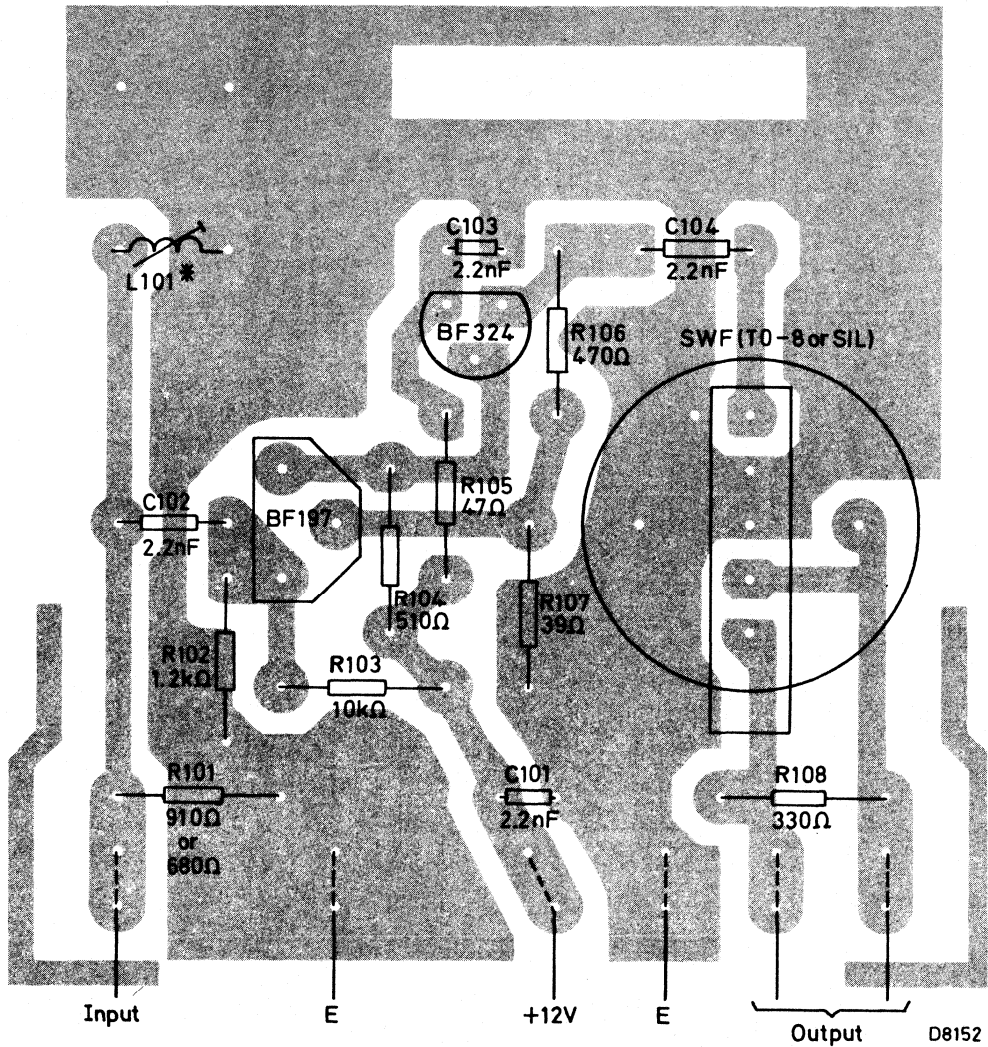 C103
2.2nF
C104
2.2nF
L101*
BF324
R106
470Ω
SWF(TO-8 or SIL)
C102
2.2nF
BF197
R105
47Ω
R104
510Ω
R107
39Ω
R102
1.2kΩ
R103
10kΩ
R101
910Ω
or
680Ω
C101
2.2nF
R108
330Ω
Input
E
+12V
E
Output
D8152